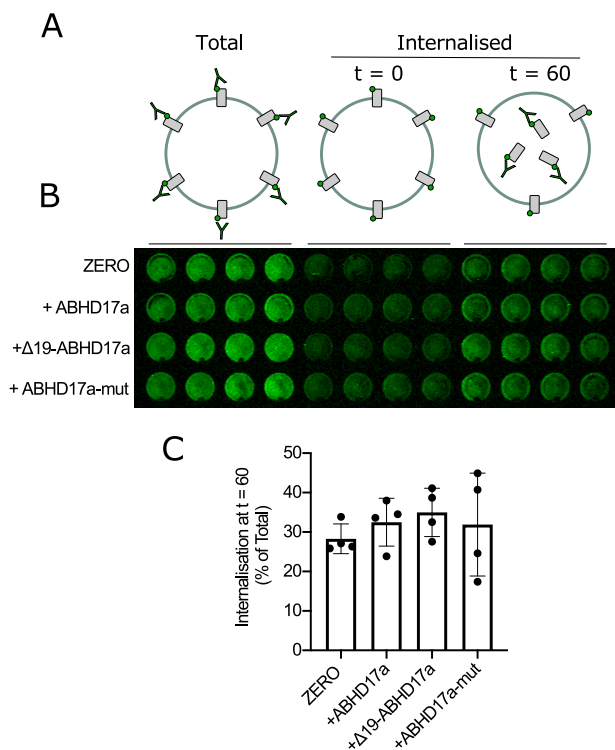 A
Total
Internalised
t = 0
t = 60
B
ZERO
+ ABHD17a
+Δ19-ABHD17a
+ ABHD17a-mut
C
Internalisation at t = 60
(% of Total)
50
40
30
20
10
0
ZERO
+ABHD17a
+Δ19-ABHD17a
+ABHD17a-mut